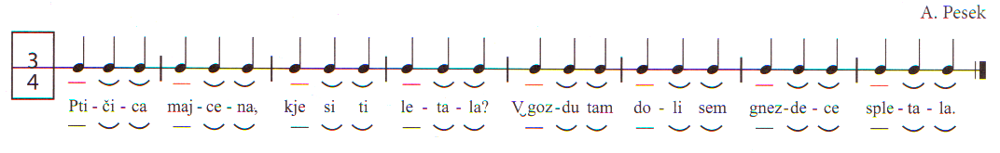 A. Pesek
3
4
Pti - či - ca maj - ce - na, kje si ti le - ta - la? V‿goz - du tam do - li sem gnez - de - ce sple - ta - la.